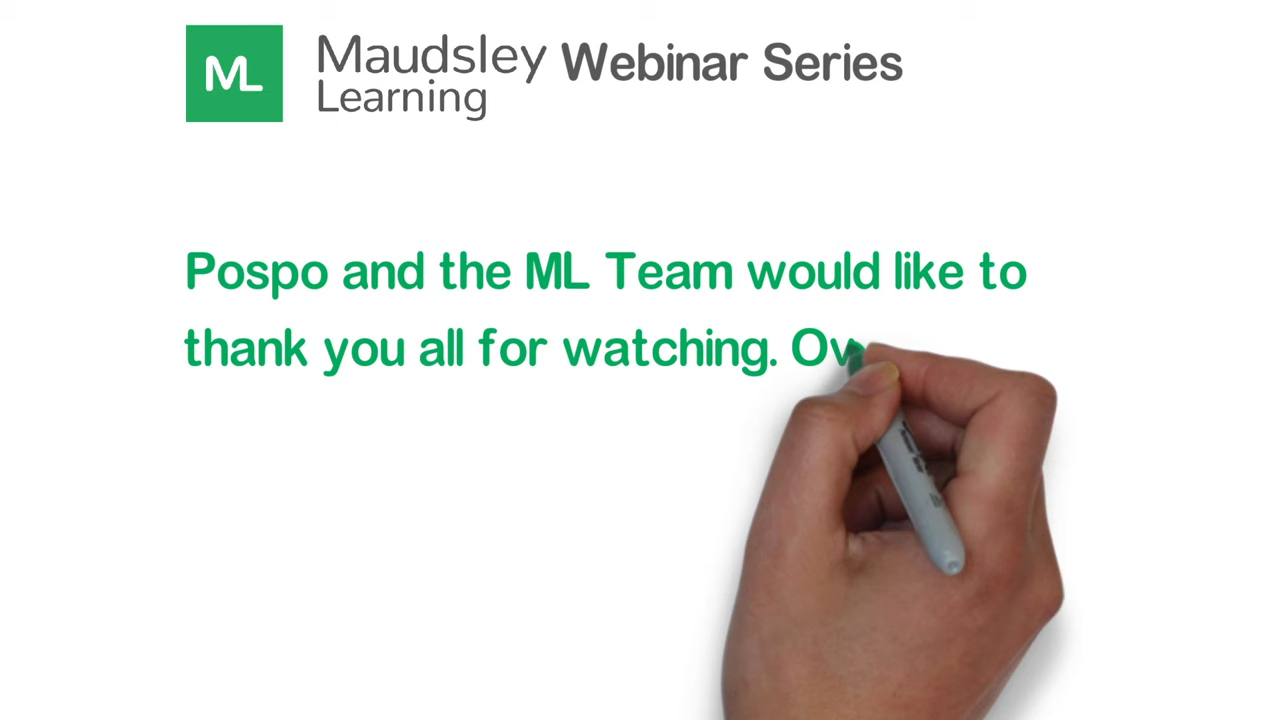 ML Maudsley Webinar Series
Learning
Pospo and the ML Team would like to
thank you all for watching.